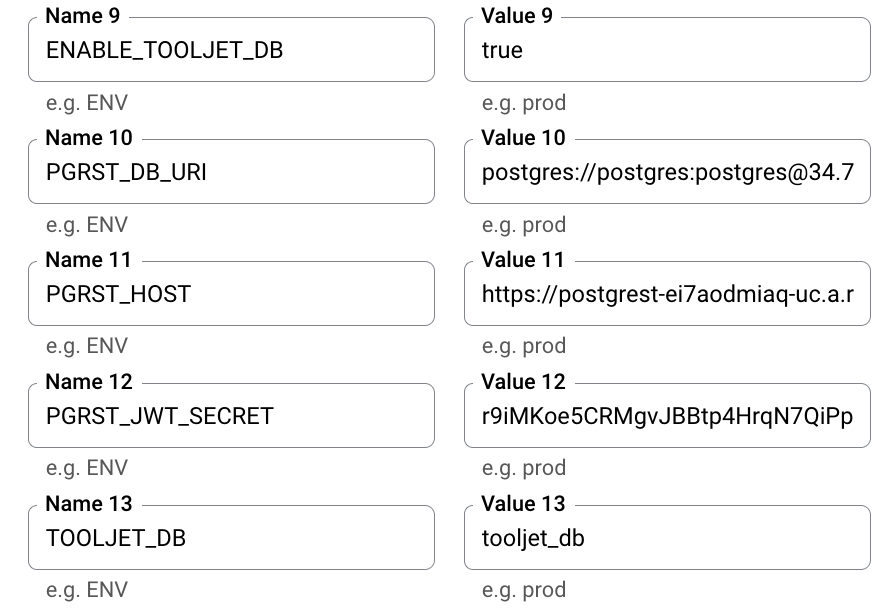 Name 9 Value 9
ENABLE_TOOLJET_DB true
e.g. ENV e.g. prod
Name 10 Value 10
PGRST_DB_URI postgres://postgres:postgres@34.7
e.g. ENV e.g. prod
Name 11 Value 11
PGRST_HOST https://postgrest-ei7aodmiaq-uc.a.r
e.g. ENV e.g. prod
Name 12 Value 12
PGRST_JWT_SECRET r9iMKoe5CRMgvJBBtp4HrqN7QiPp
e.g. ENV e.g. prod
Name 13 Value 13
TOOLJET_DB tooljet_db
e.g. ENV e.g. prod